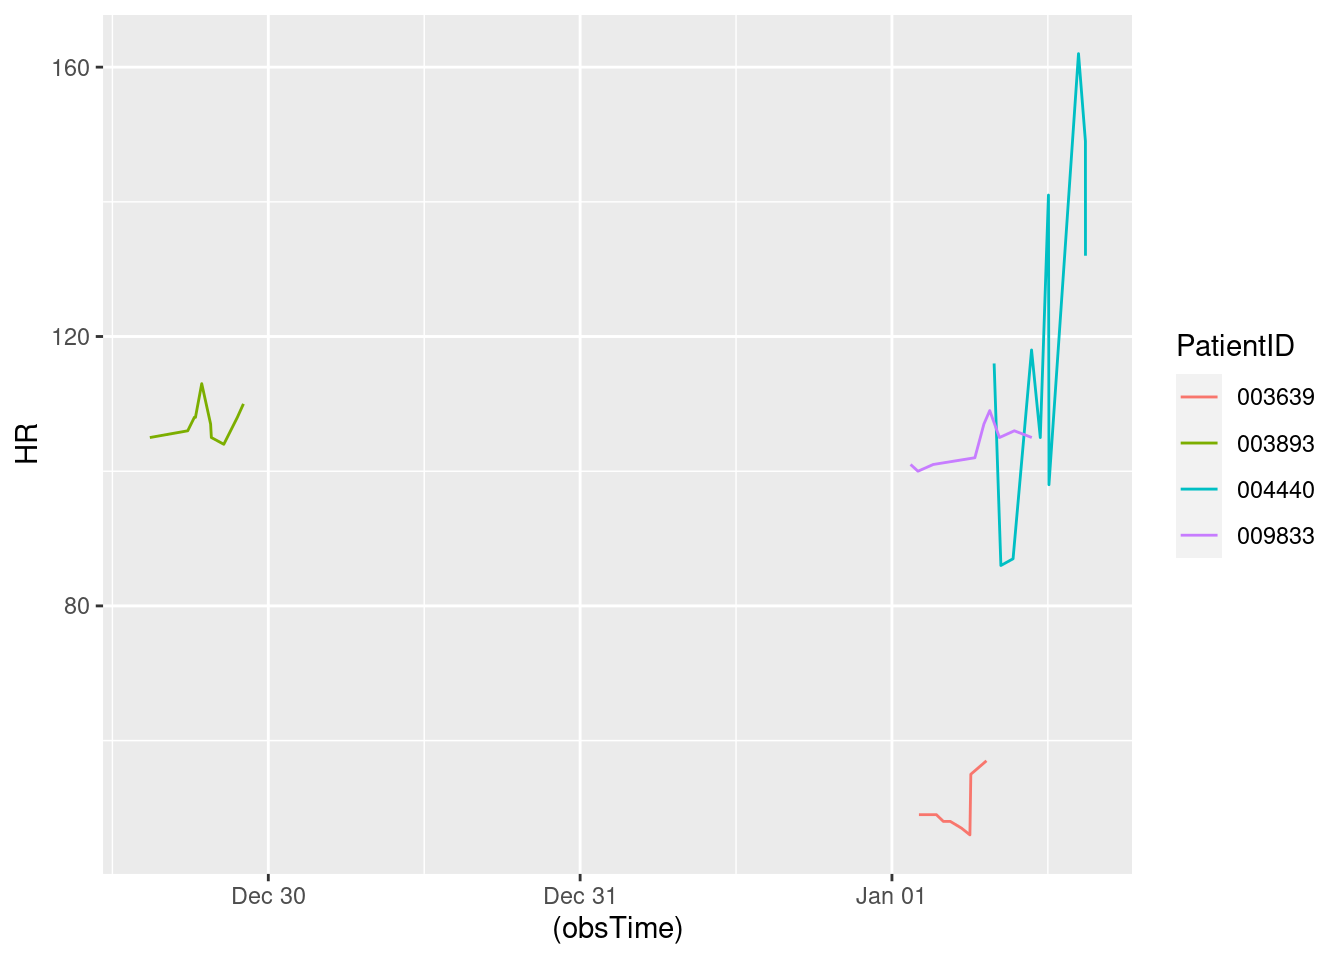 160
120
80
HR
Dec 30
Dec 31
Jan 01
(obsTime)
PatientID
003639
003893
004440
009833